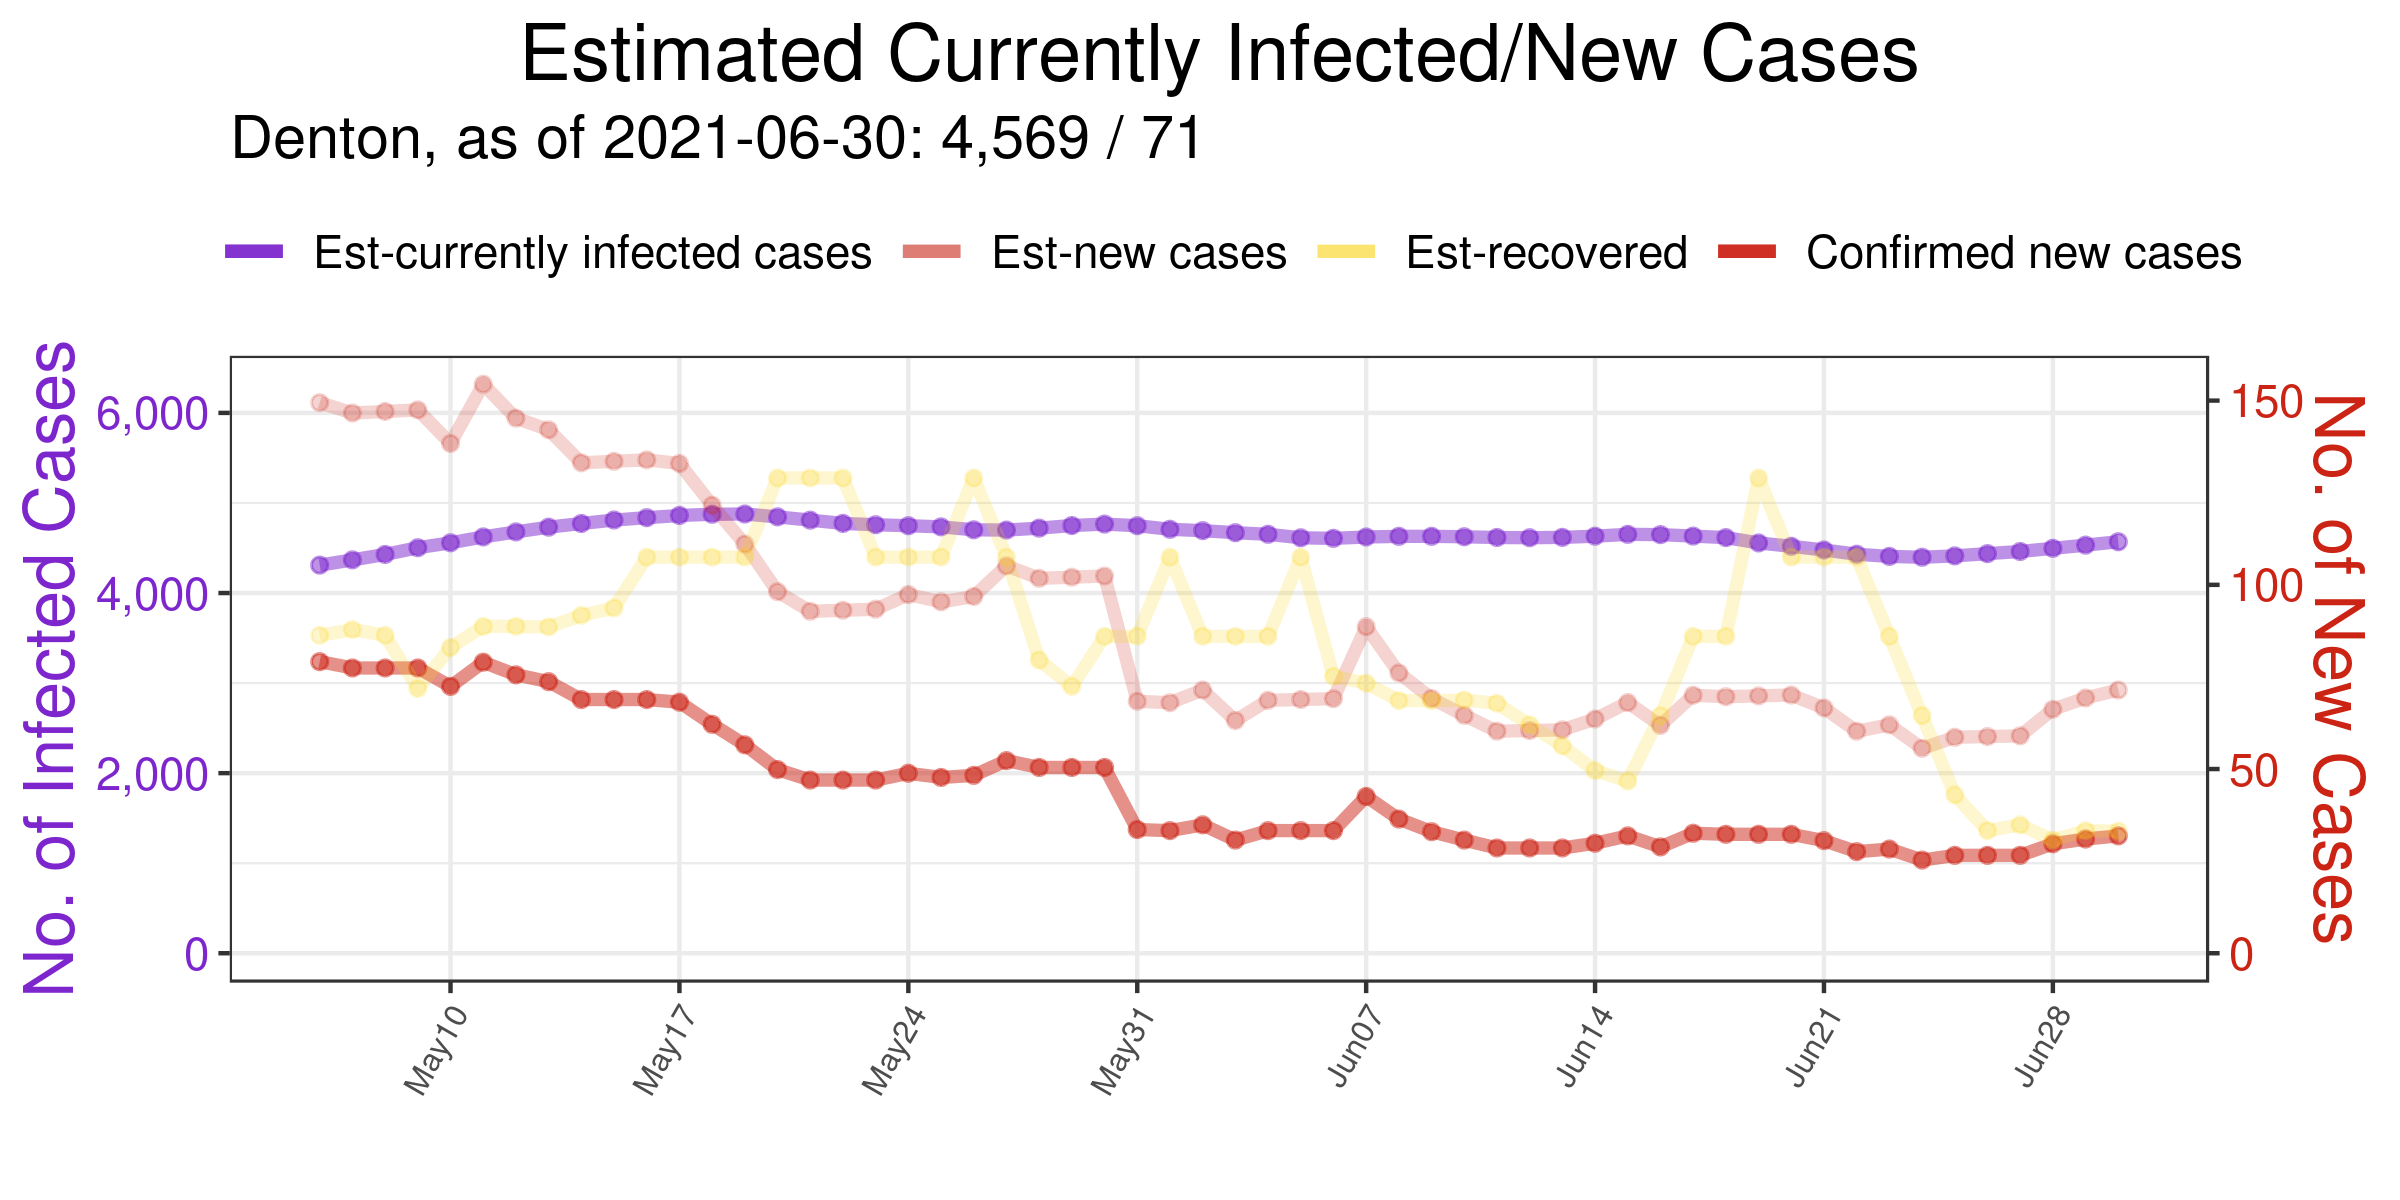 Estimated Currently Infected/New Cases
Denton, as of 2021-06-30: 4,569 / 71
Est-currently infected cases Est-new cases Est-recovered Confirmed new cases
No. of Infected Cases
6,000
4,000
2,000
0
150
100
50
0
No. of New Cases
May10 May17 May24 May31 Jun07 Jun14 Jun21 Jun28